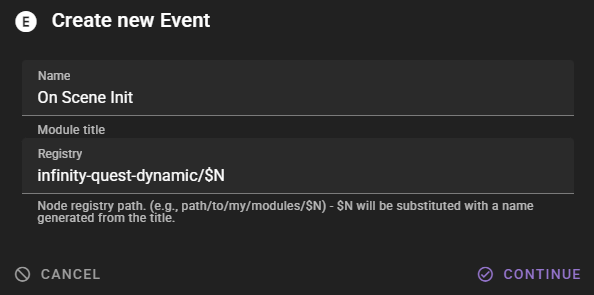 E Create new Event
Name
On Scene Init
Module title
Registry
infinity-quest-dynamic/$N
Node registry path. (e.g., path/to/my/modules/$N) - $N will be substituted with a name
generated from the title.
CANCEL
CONTINUE